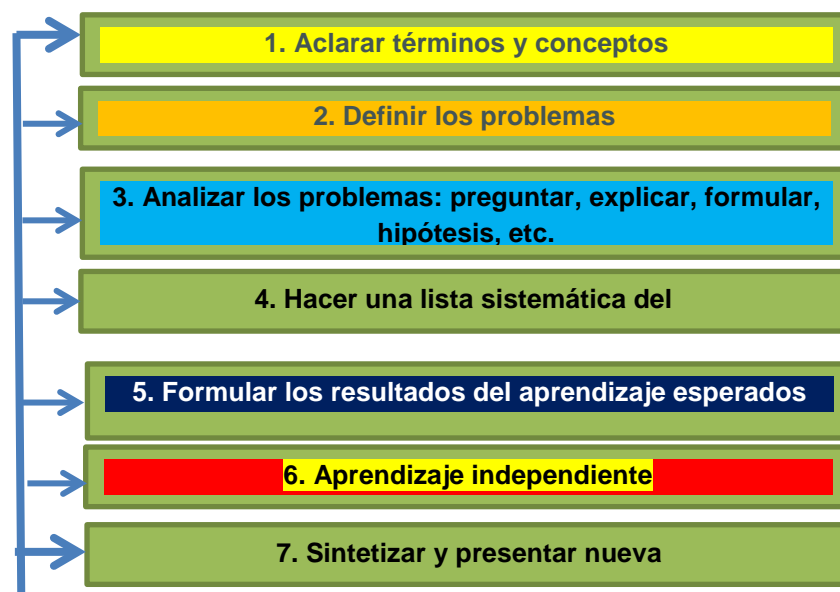 1. Aclarar términos y conceptos
2. Definir los problemas
3. Analizar los problemas: preguntar, explicar, formular,
hipótesis, etc.
4. Hacer una lista sistemática del
5. Formular los resultados del aprendizaje esperados
6. Aprendizaje independiente
7. Sintetizar y presentar nueva